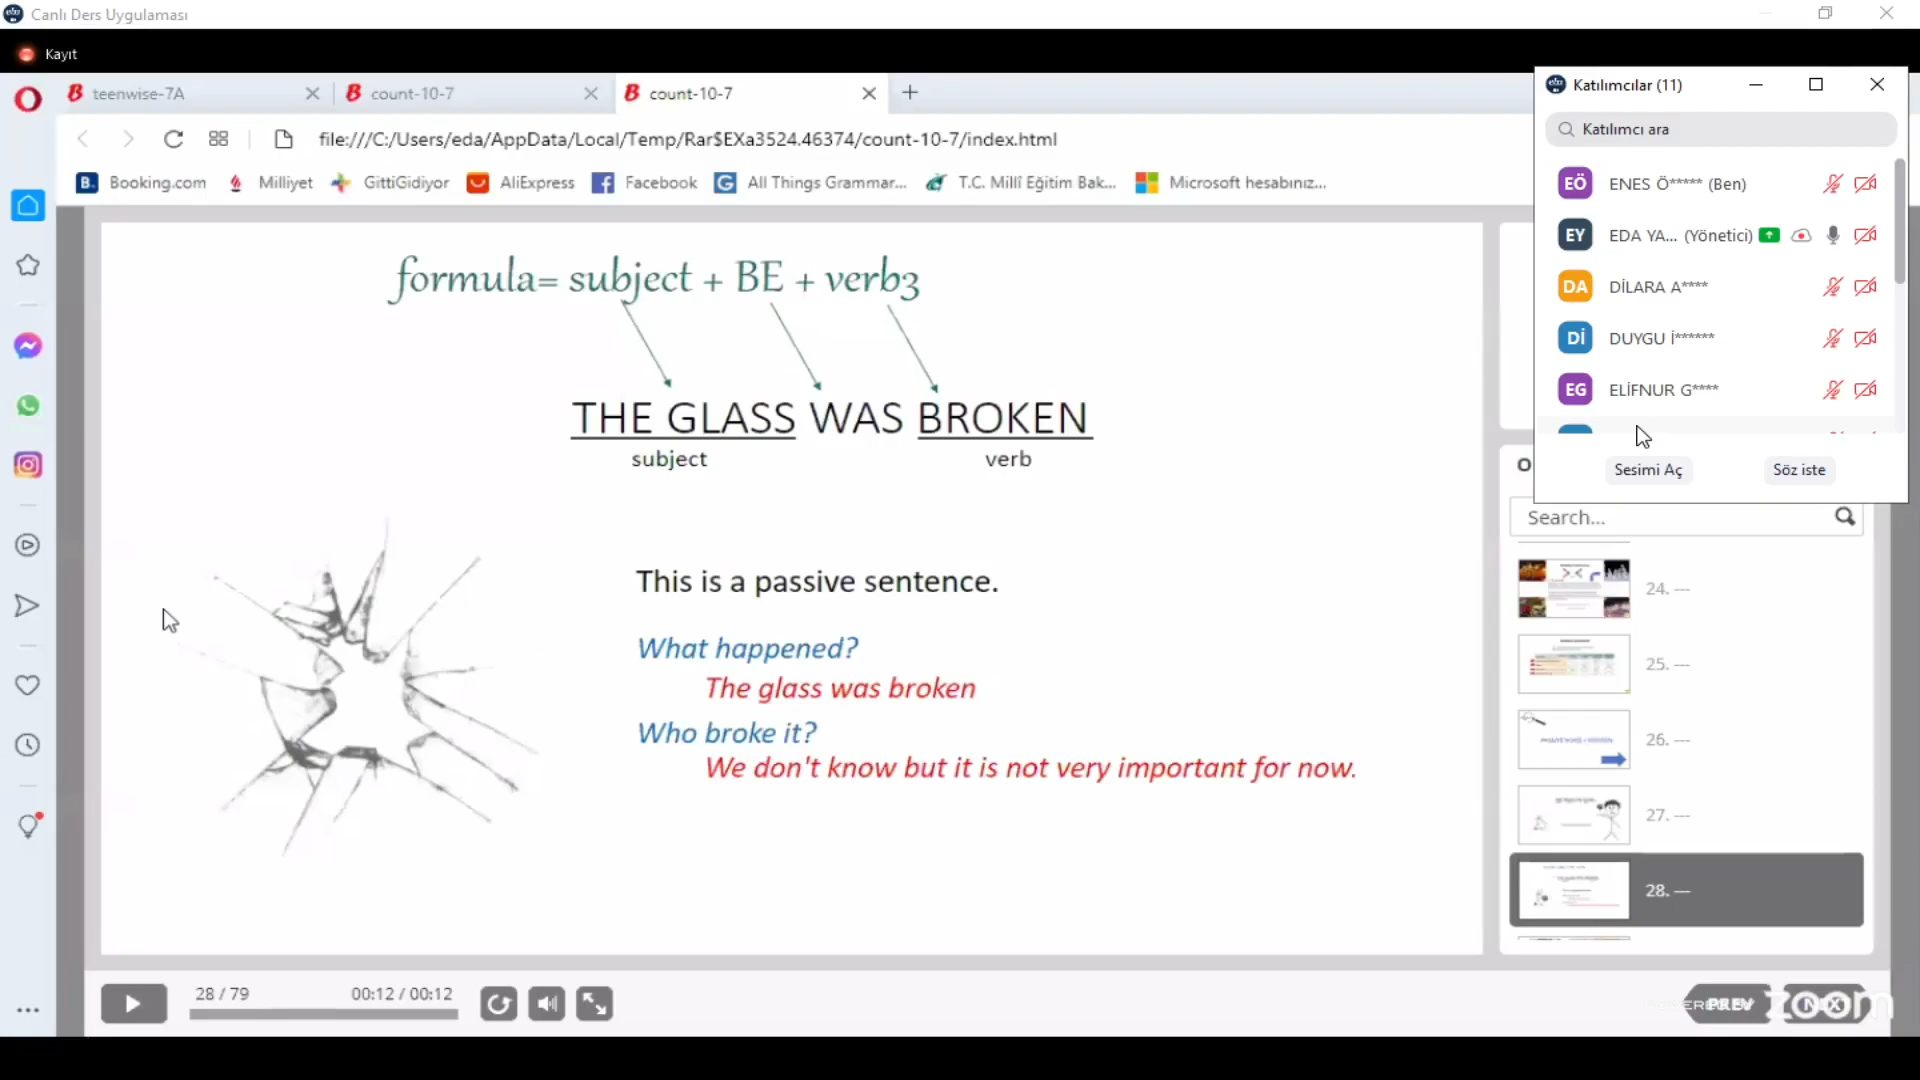 Canlı Ders Uygulaması
Kayıt
teenwise-7A
count-10-7
count-10-7
file:///C:/Users/eda/AppData/Local/Temp/Rar$EXa3524.46374/count-10-7/index.html
Booking.com
Milliyet
GittiGidiyor
AliExpress
Facebook
All Things Grammar...
T.C. Millî Eğitim Bak...
Microsoft hesabınız...
formula= subject + BE + verb3
THE GLASS WAS BROKEN
subject verb
This is a passive sentence.
What happened?
The glass was broken
Who broke it?
We don't know but it is not very important for now.
28 / 79
00:12 / 00:12
Katılımcılar (11)
Katılımcı ara
EÖ ENES Ö***** (Ben)
EY EDA YA... (Yönetici)
DA DİLARA A****
Dİ DUYGU İ******
EG ELİFNUR G****
Sesimi Aç
Söz iste
O
Search...
24. ---
25. ---
26. ---
27. ---
28. ---
PREV
NEXT
zoom